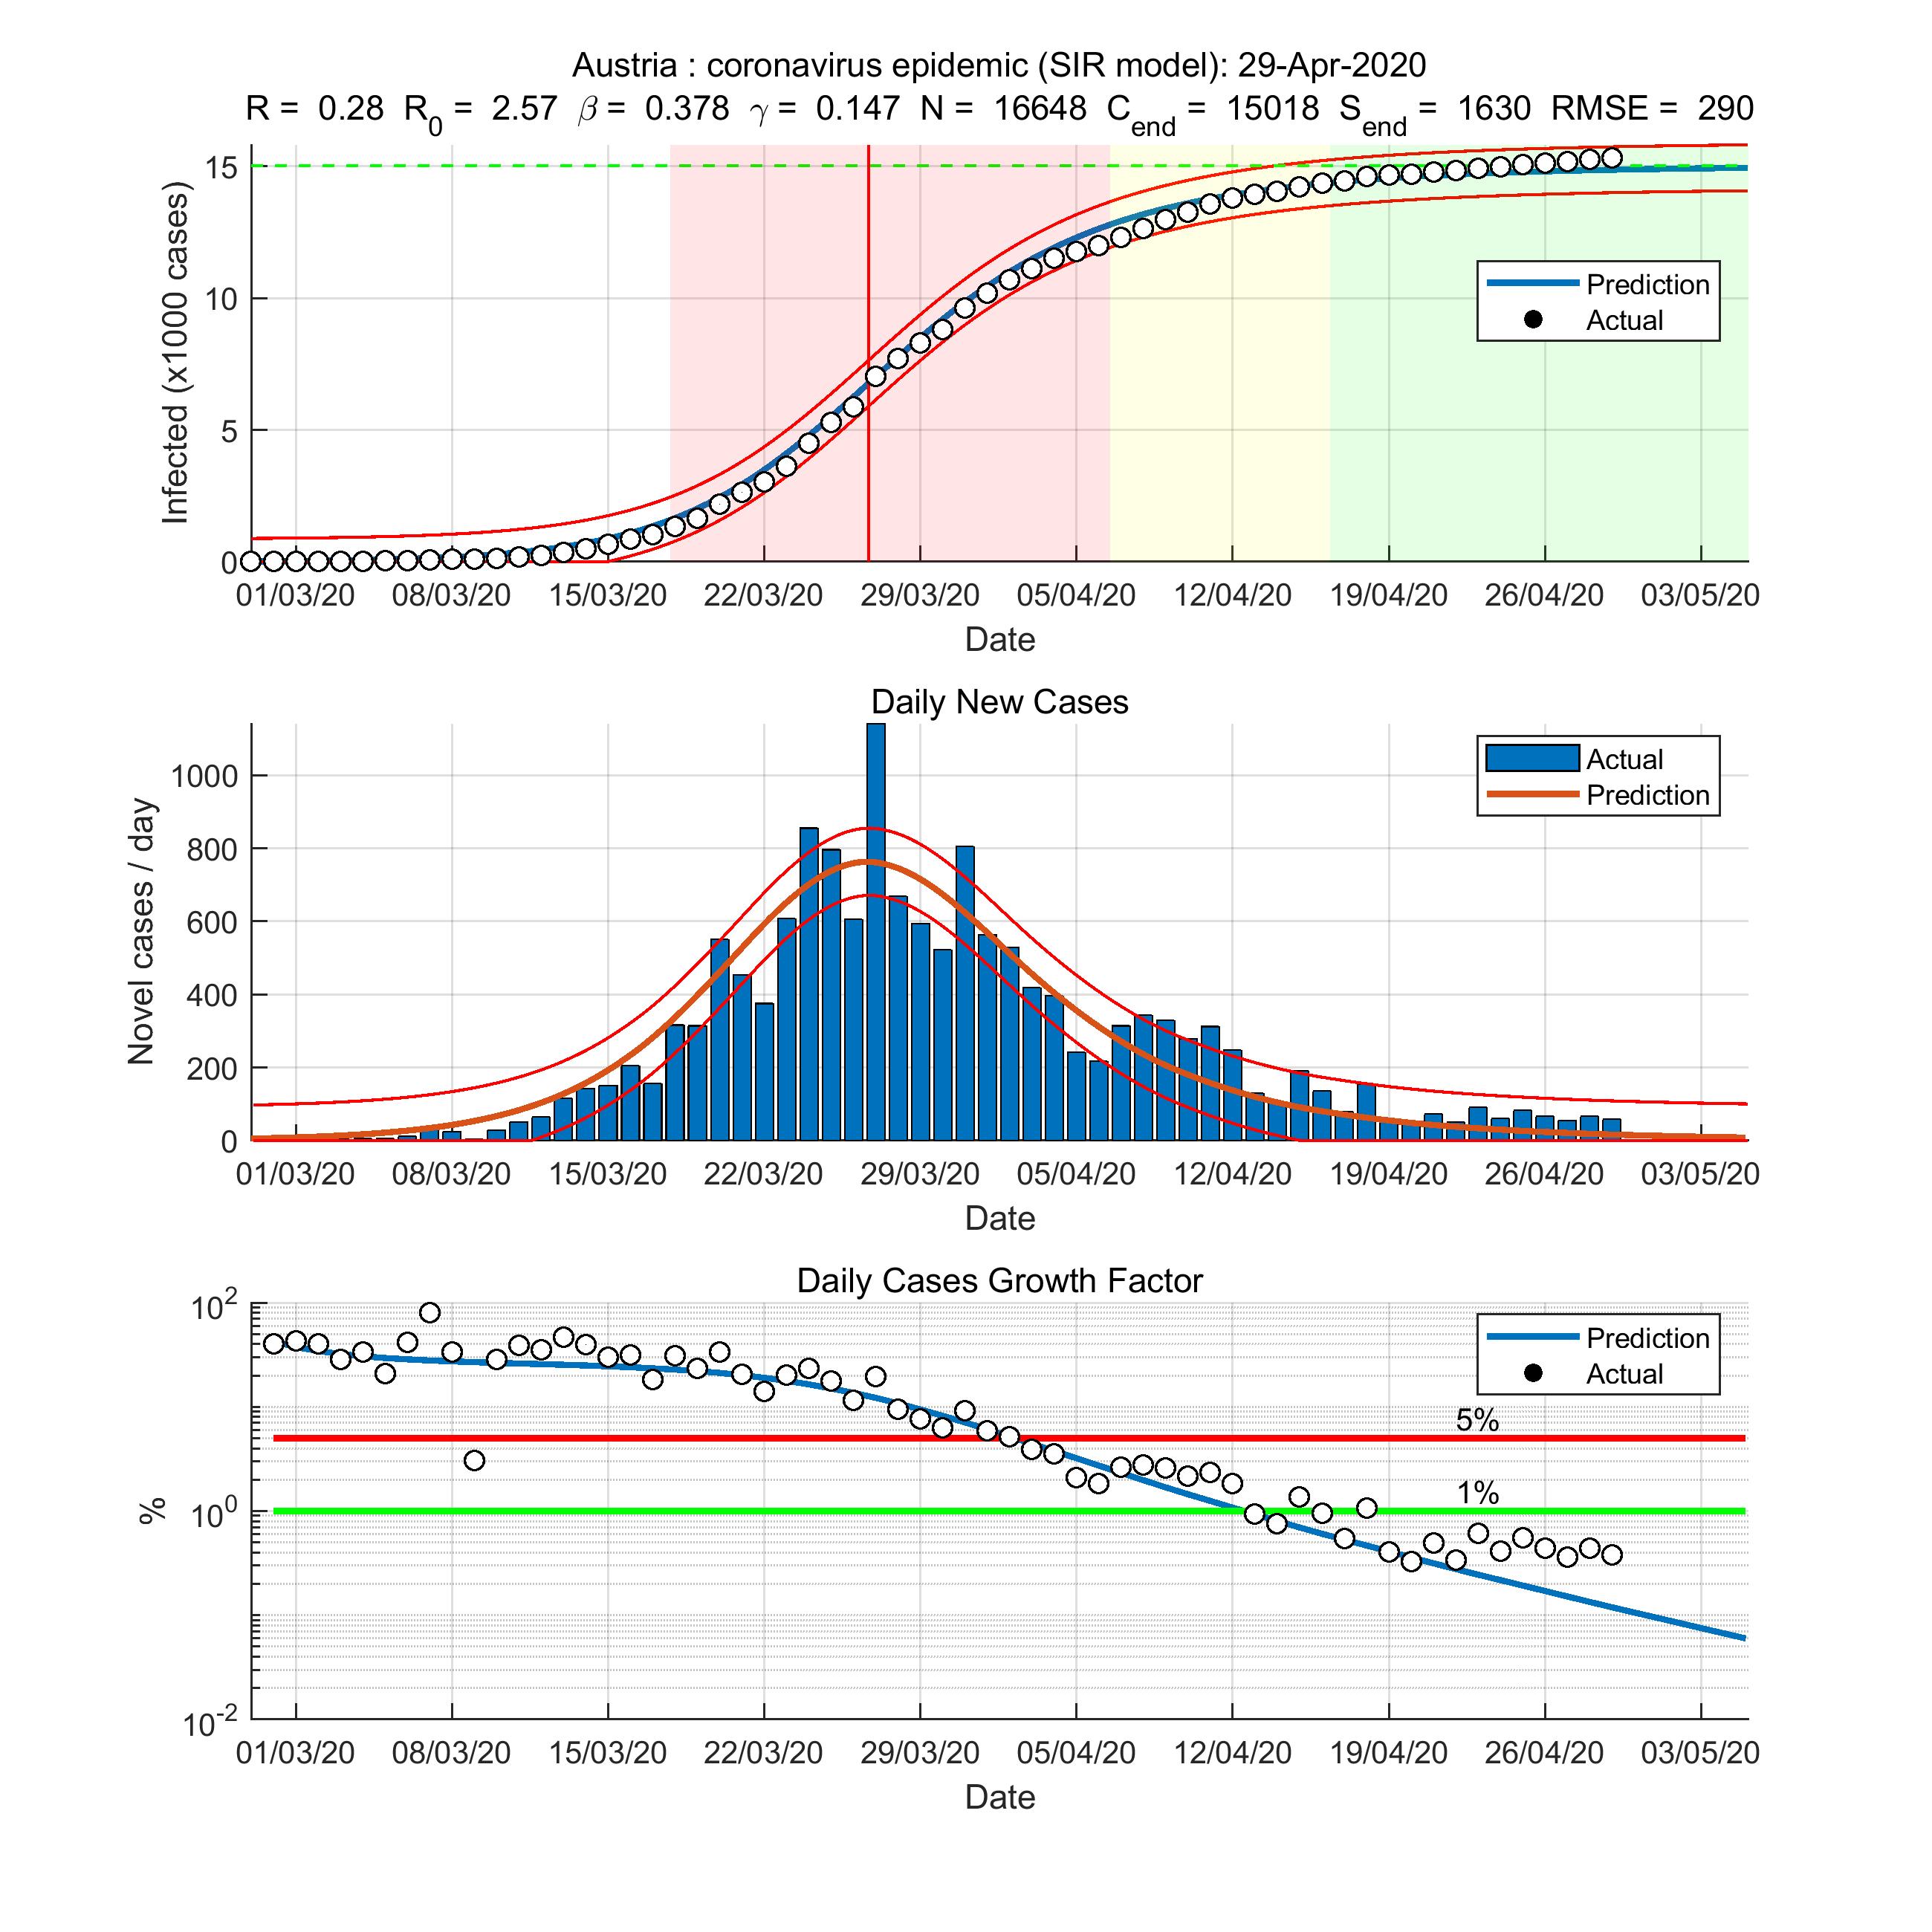 Austria : coronavirus epidemic (SIR model): 29-Apr-2020
R = 0.28 R0 = 2.57 β = 0.378 γ = 0.147 N = 16648 Cend = 15018 Send = 1630 RMSE = 290
15
10
5
0
Infected (x1000 cases)
Prediction
Actual
01/03/20 08/03/20 15/03/20 22/03/20 29/03/20 05/04/20 12/04/20 19/04/20 26/04/20 03/05/20
Date
Daily New Cases
1000
800
600
400
200
0
Novel cases / day
Actual
Prediction
01/03/20 08/03/20 15/03/20 22/03/20 29/03/20 05/04/20 12/04/20 19/04/20 26/04/20 03/05/20
Date
Daily Cases Growth Factor
10^2
10^0
10^-2
%
Prediction
Actual
5%
1%
01/03/20 08/03/20 15/03/20 22/03/20 29/03/20 05/04/20 12/04/20 19/04/20 26/04/20 03/05/20
Date